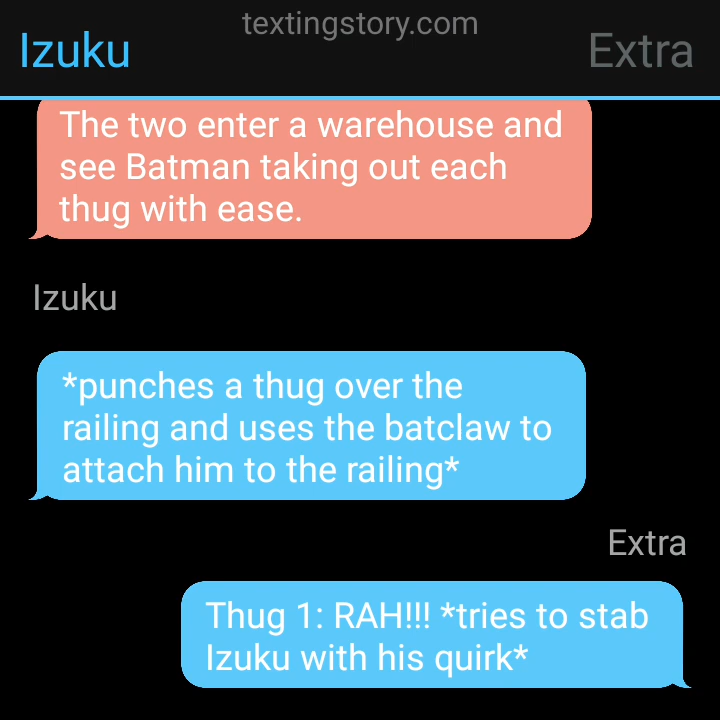 textingstory.com
Izuku
Extra
The two enter a warehouse and
see Batman taking out each
thug with ease.
Izuku
*punches a thug over the
railing and uses the batclaw to
attach him to the railing*
Extra
Thug 1: RAH!!! *tries to stab
Izuku with his quirk*